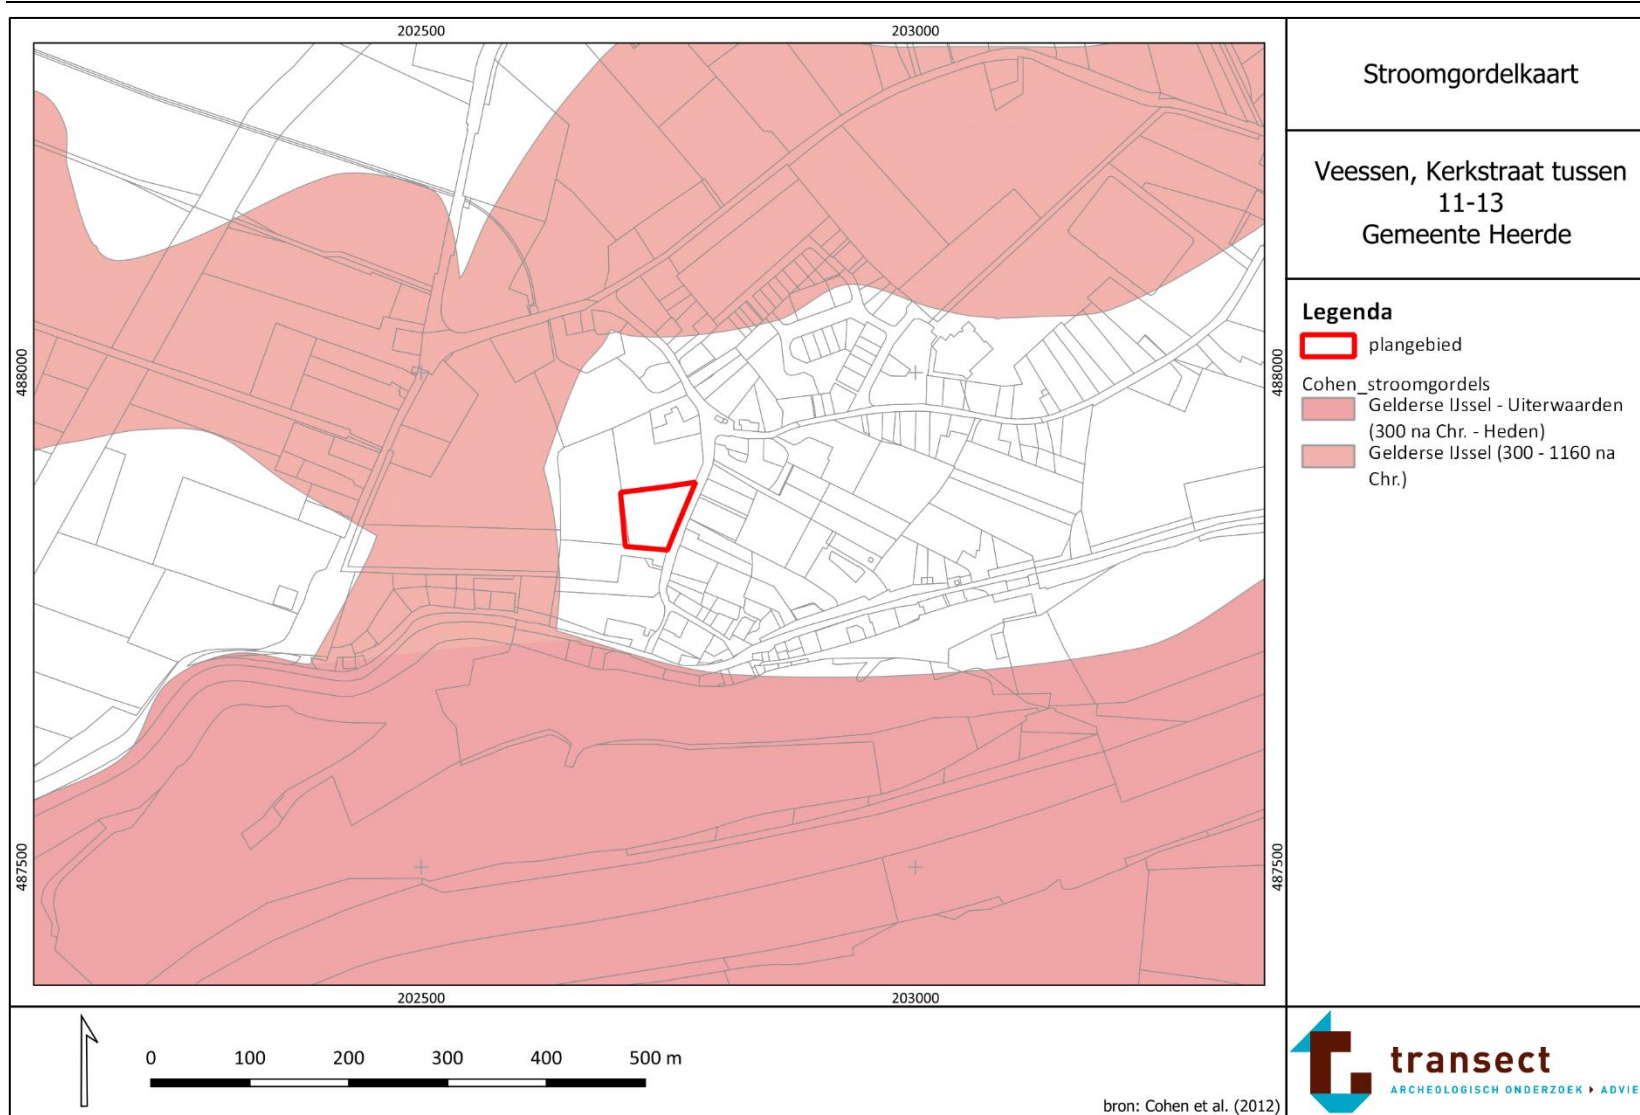 202500
203000
488000
488000
487500
487500
202500
203000
Stroomgordelkaart
Veessen, Kerkstraat tussen
11-13
Gemeente Heerde
Legenda
plangebied
Cohen_stroomgordels
Gelderse IJssel - Uiterwaarden
(300 na Chr. - Heden)
Gelderse IJssel (300 - 1160 na
Chr.)
0 100 200 300 400 500 m
bron: Cohen et al. (2012)
transect
ARCHEOLOGISCH ONDERZOEK ▸ ADVIE